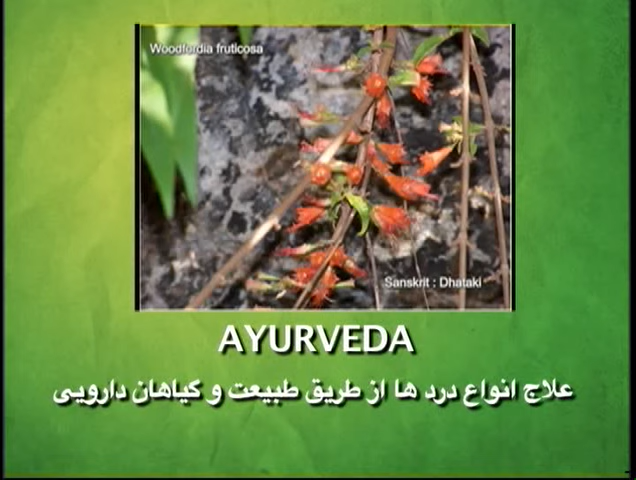 Woodfordia fruticosa
Sanskrit : Dhataki
AYURVEDA
علاج انواع درد ها از طریق طبیعت و گیاهان دارویی